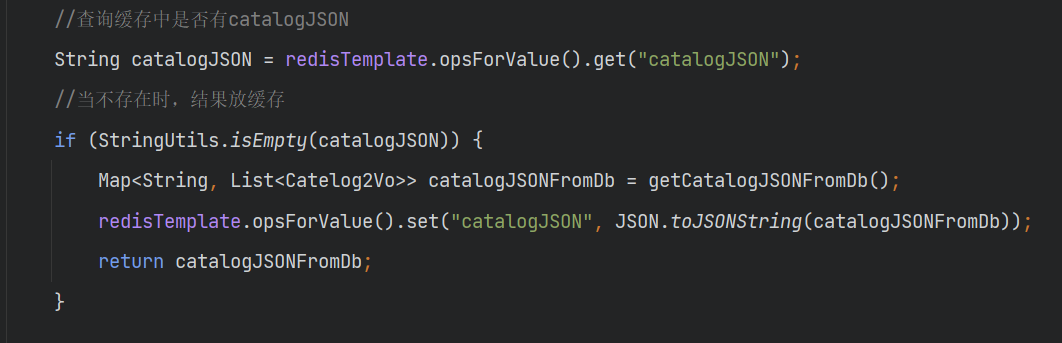 //查询缓存中是否有catalogJSON
String catalogJSON = redisTemplate.opsForValue().get("catalogJSON");
//当不存在时，结果放缓存
if (StringUtils.isEmpty(catalogJSON)) {
Map<String, List<Catelog2Vo>> catalogJSONFromDb = getCatalogJSONFromDb();
redisTemplate.opsForValue().set("catalogJSON", JSON.toJSONString(catalogJSONFromDb));
return catalogJSONFromDb;
}